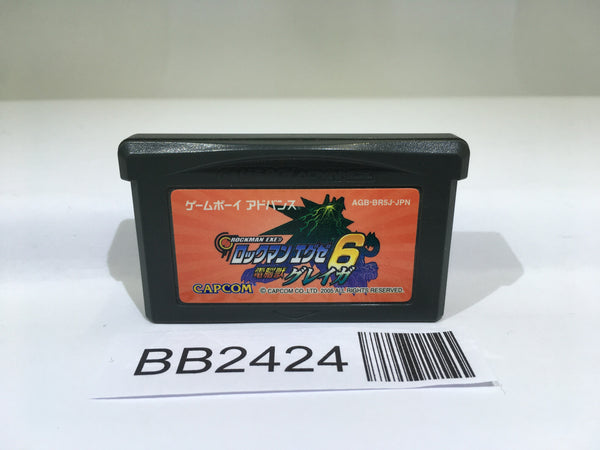 ゲームボーイ アドバンス
AGB-BR5J-JPN
ROCKMAN EXE6
ロックマン エグゼ6
電脳獣 グレイガ
CAPCOM
© CAPCOM CO., LTD. 2005 ALL RIGHTS RESERVED.
BB2424